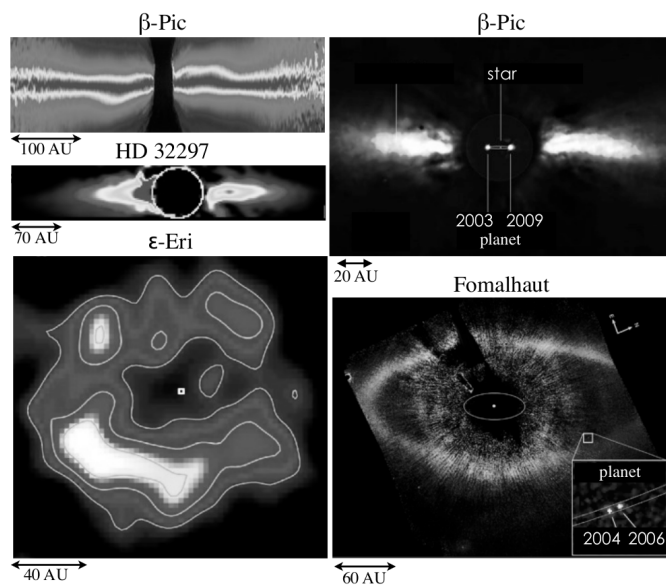 β-Pic
100 AU
HD 32297
70 AU
ε-Eri
40 AU
β-Pic
star
2003
2009
planet
20 AU
Fomalhaut
planet
2004
2006
60 AU